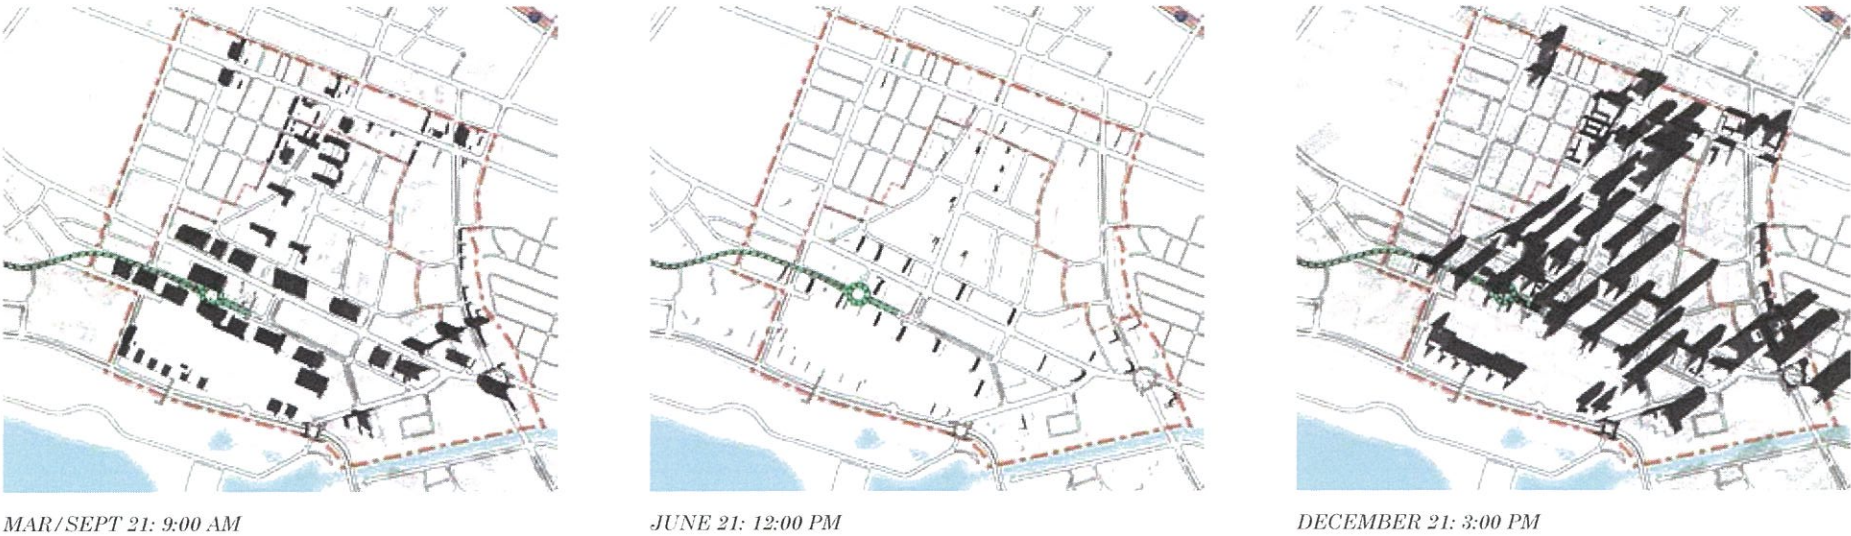 MAR/SEPT 21: 9:00 AM
JUNE 21: 12:00 PM
DECEMBER 21: 3:00 PM